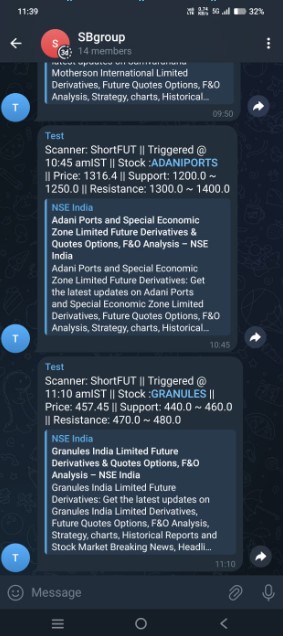 11:39
5G
32%
S
SBgroup
3d
14 members
latest updates on Samvardhana
Motherson International Limited
Derivatives, Future Quotes Options, F&O
Analysis, Strategy, charts, Historical...
09:50
T
Test
Scanner: ShortFUT || Triggered @
10:45 amIST || Stock :ADANIPORTS
|| Price: 1316.4 || Support: 1200.0 ~
1250.0 || Resistance: 1300.0 ~ 1400.0
NSE India
Adani Ports and Special Economic
Zone Limited Future Derivatives &
Quotes Options, F&O Analysis – NSE
India
Adani Ports and Special Economic
Zone Limited Future Derivatives: Get
the latest updates on Adani Ports
and Special Economic Zone Limited
Derivatives, Future Quotes Options, F&O
Analysis, Strategy, charts, Historical...
10:45
T
Test
Scanner: ShortFUT || Triggered @
11:10 amIST || Stock :GRANULES ||
Price: 457.45 || Support: 440.0 ~ 460.0
|| Resistance: 470.0 ~ 480.0
NSE India
Granules India Limited Future
Derivatives & Quotes Options, F&O
Analysis – NSE India
Granules India Limited Future
Derivatives: Get the latest updates on
Granules India Limited Derivatives,
Future Quotes Options, F&O Analysis,
Strategy, charts, Historical Reports and
Stock Market Breaking News, Headli...
11:10
T
Message